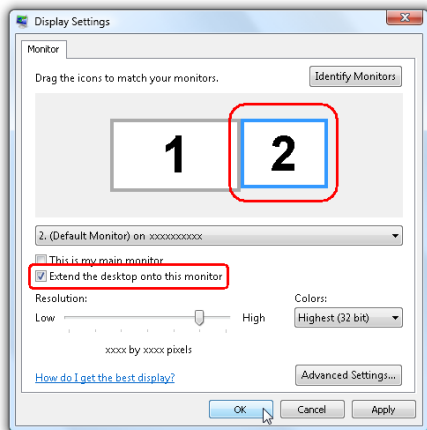 Display Settings
Monitor
Drag the icons to match your monitors.
Identify Monitors
1
2
2. (Default Monitor) on xxxxxxxxxx
This is my main monitor
Extend the desktop onto this monitor
Resolution:
Colors:
Low
High
Highest (32 bit)
xxxx by xxxx pixels
How do I get the best display?
Advanced Settings...
OK
Cancel
Apply